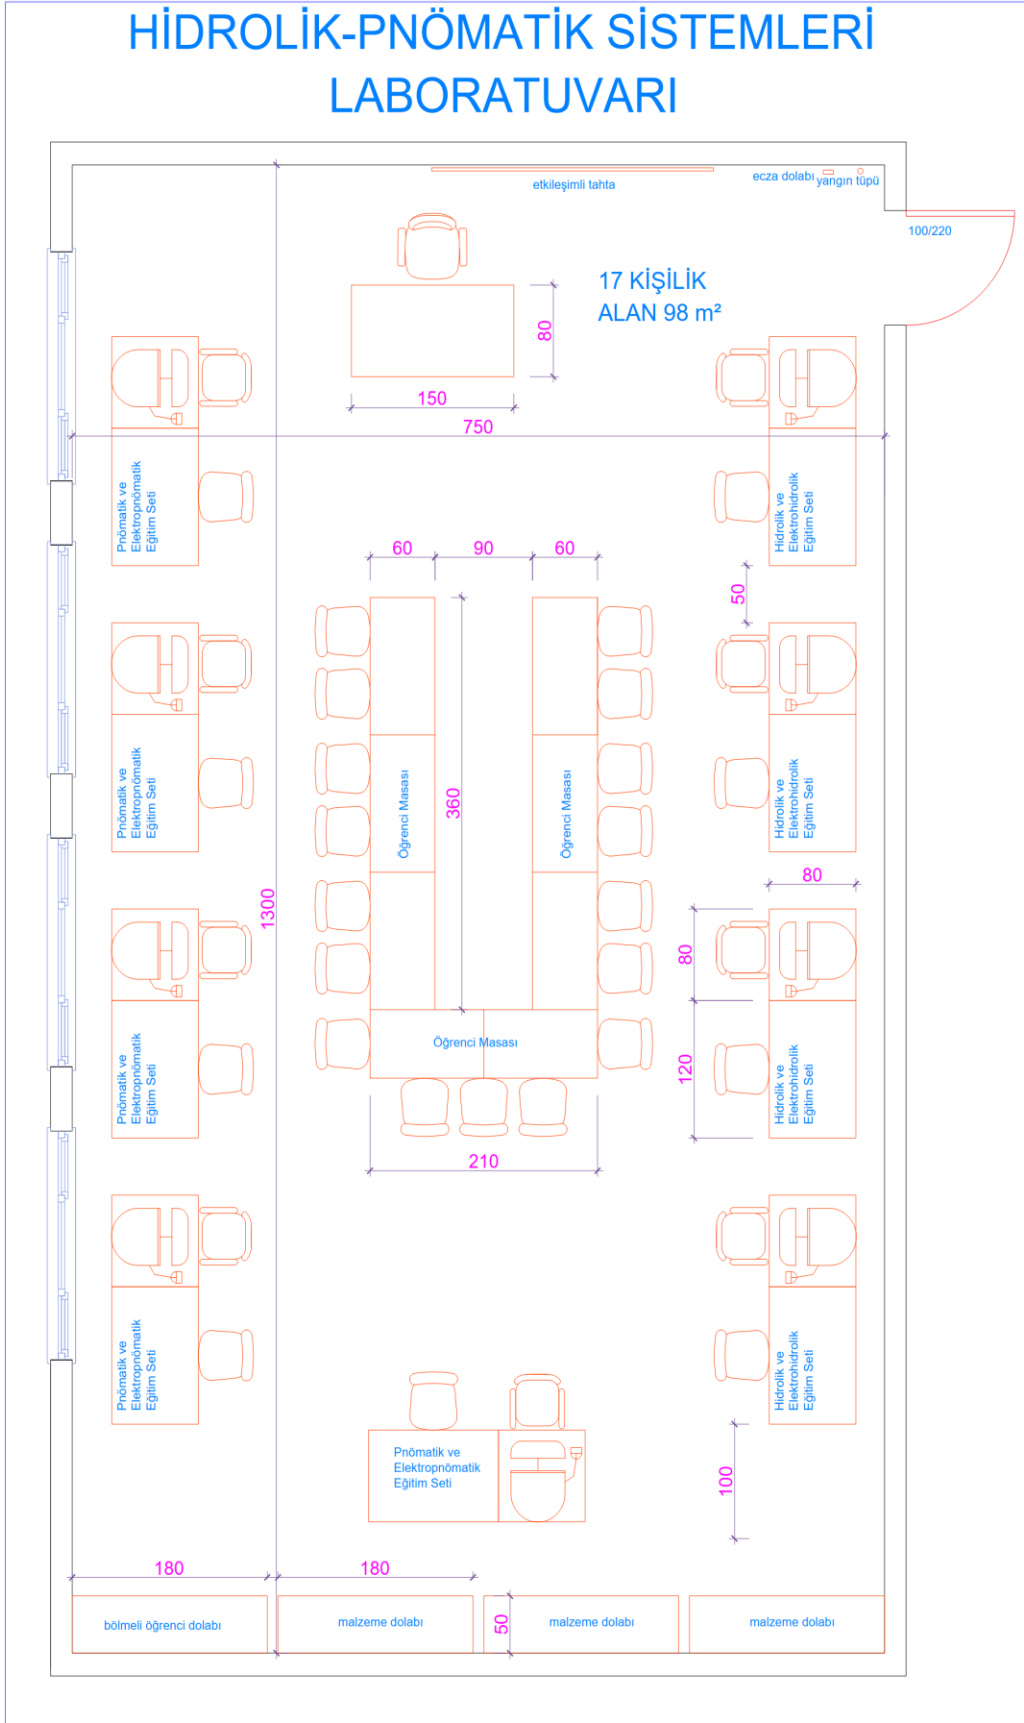 HİDROLİK-PNÖMATİK SİSTEMLERİ
LABORATUVARI
etkileşimli tahta
ecza dolabı
yangın tüpü
100/220
17 KİŞİLİK
ALAN 98 m²
80
150
750
Pnömatik ve
Elektropnömatik
Eğitim Seti
Hidrolik ve
Elektrohidrolik
Eğitim Seti
60
90
60
50
360
Öğrenci Masası
Öğrenci Masası
Pnömatik ve
Elektropnömatik
Eğitim Seti
Hidrolik ve
Elektrohidrolik
Eğitim Seti
1300
80
80
120
Öğrenci Masası
Pnömatik ve
Elektropnömatik
Eğitim Seti
Hidrolik ve
Elektrohidrolik
Eğitim Seti
210
Pnömatik ve
Elektropnömatik
Eğitim Seti
Hidrolik ve
Elektrohidrolik
Eğitim Seti
Pnömatik ve
Elektropnömatik
Eğitim Seti
100
180
180
50
bölmeli öğrenci dolabı
malzeme dolabı
malzeme dolabı
malzeme dolabı